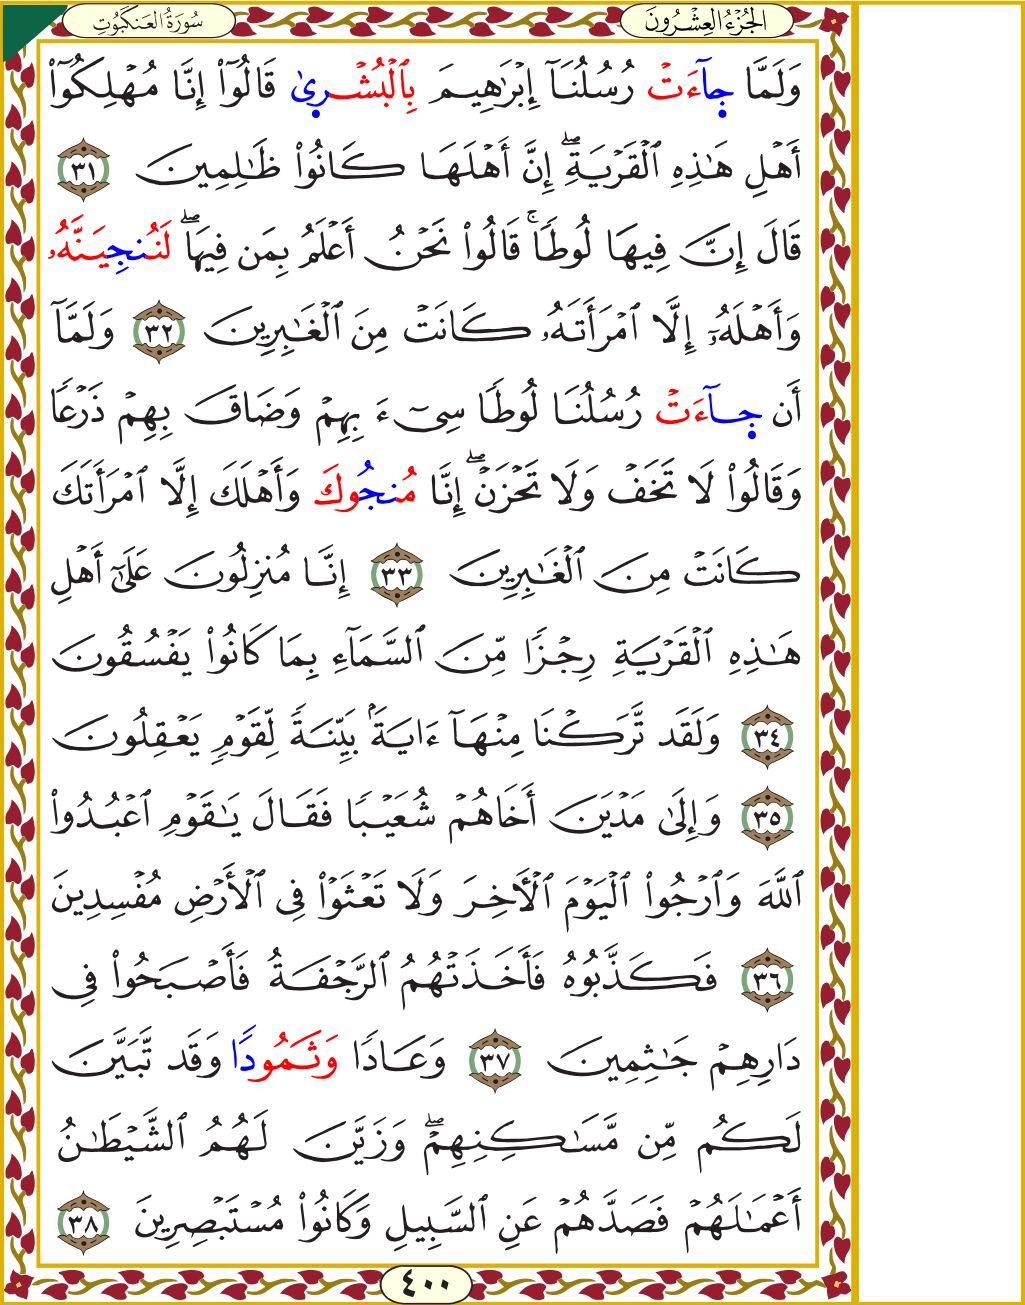 الجُزْءُ العِشْرُونَ
سُورَةُ العَنكَبُوتِ
وَلَمَّا جَآءَتْ رُسُلُنَآ إِبْرَٰهِيمَ بِٱلْبُشْرَىٰ قَالُوٓا۟ إِنَّا مُهْلِكُوٓا۟
أَهْلِ هَٰذِهِ ٱلْقَرْيَةِ ۖ إِنَّ أَهْلَهَا كَانُوا۟ ظَٰلِمِينَ ٣١
قَالَ إِنَّ فِيهَا لُوطًا ۚ قَالُوا۟ نَحْنُ أَعْلَمُ بِمَن فِيهَا ۖ لَنُنجِيَنَّهُۥ
وَأَهْلَهُۥٓ إِلَّا ٱمْرَأَتَهُۥ كَانَتْ مِنَ ٱلْغَٰبِرِينَ ٣٢ وَلَمَّآ
أَن جَآءَتْ رُسُلُنَا لُوطًا سِىٓءَ بِهِمْ وَضَاقَ بِهِمْ ذَرْعًا
وَقَالُوا۟ لَا تَخَفْ وَلَا تَحْزَنْ ۖ إِنَّا مُنجُوكَ وَأَهْلَكَ إِلَّا ٱمْرَأَتَكَ
كَانَتْ مِنَ ٱلْغَٰبِرِينَ ٣٣ إِنَّا مُنزِلُونَ عَلَىٰٓ أَهْلِ
هَٰذِهِ ٱلْقَرْيَةِ رِجْزًا مِّنَ ٱلسَّمَآءِ بِمَا كَانُوا۟ يَفْسُقُونَ
٣٤ وَلَقَد تَّرَكْنَا مِنْهَآ ءَايَةًۢ بَيِّنَةً لِّقَوْمٍ يَعْقِلُونَ
٣٥ وَإِلَىٰ مَدْيَنَ أَخَاهُمْ شُعَيْبًا فَقَالَ يَٰقَوْمِ ٱعْبُدُوا۟
ٱللَّهَ وَٱرْجُوا۟ ٱلْيَوْمَ ٱلْأَخِرَ وَلَا تَعْثَوْا۟ فِى ٱلْأَرْضِ مُفْسِدِينَ
٣٦ فَكَذَّبُوهُ فَأَخَذَتْهُمُ ٱلرَّجْفَةُ فَأَصْبَحُوا۟ فِى
دَارِهِمْ جَٰثِمِينَ ٣٧ وَعَادًا وَثَمُودًا وَقَد تَّبَيَّنَ
لَكُم مِّن مَّسَٰكِنِهِمْ ۖ وَزَيَّنَ لَهُمُ ٱلشَّيْطَٰنُ
أَعْمَٰلَهُمْ فَصَدَّهُمْ عَنِ ٱلسَّبِيلِ وَكَانُوا۟ مُسْتَبْصِرِينَ ٣٨
٤٠٠